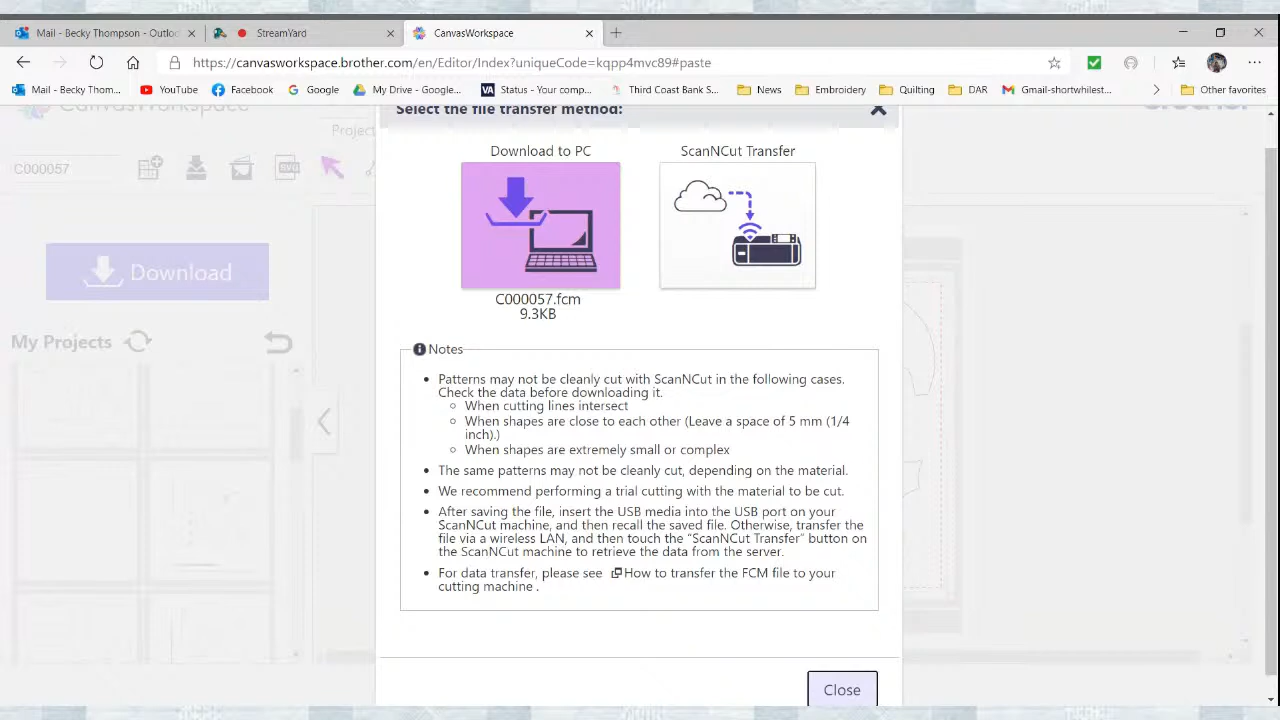 Mail - Becky Thompson -Outloc
StreamYard
CanvasWorkspace
https://canvasworkspace.brother.com/en/Editor/Index?uniqueCode=kqpp4mvc89#paste
Mail - Becky Thom...
YouTube
Facebook
Google
My Drive - Google...
Status - Your comp...
Third Coast Bank S...
News
Embroidery
Quilting
DAR
Gmail-shortwhilest...
Other favorites
CanvasWorkspace
Project
Select the file transfer method:
C000057
SVG
Download to PC
ScanNCut Transfer
Download
C000057.fcm
9.3KB
My Projects
Notes
Patterns may not be cleanly cut with ScanNCut in the following cases.
Check the data before downloading it.
When cutting lines intersect
When shapes are close to each other (Leave a space of 5 mm (1/4
inch).)
When shapes are extremely small or complex
The same patterns may not be cleanly cut, depending on the material.
We recommend performing a trial cutting with the material to be cut.
After saving the file, insert the USB media into the USB port on your
ScanNCut machine, and then recall the saved file. Otherwise, transfer the
file via a wireless LAN, and then touch the "ScanNCut Transfer" button on
the ScanNCut machine to retrieve the data from the server.
For data transfer, please see How to transfer the FCM file to your
cutting machine .
Close